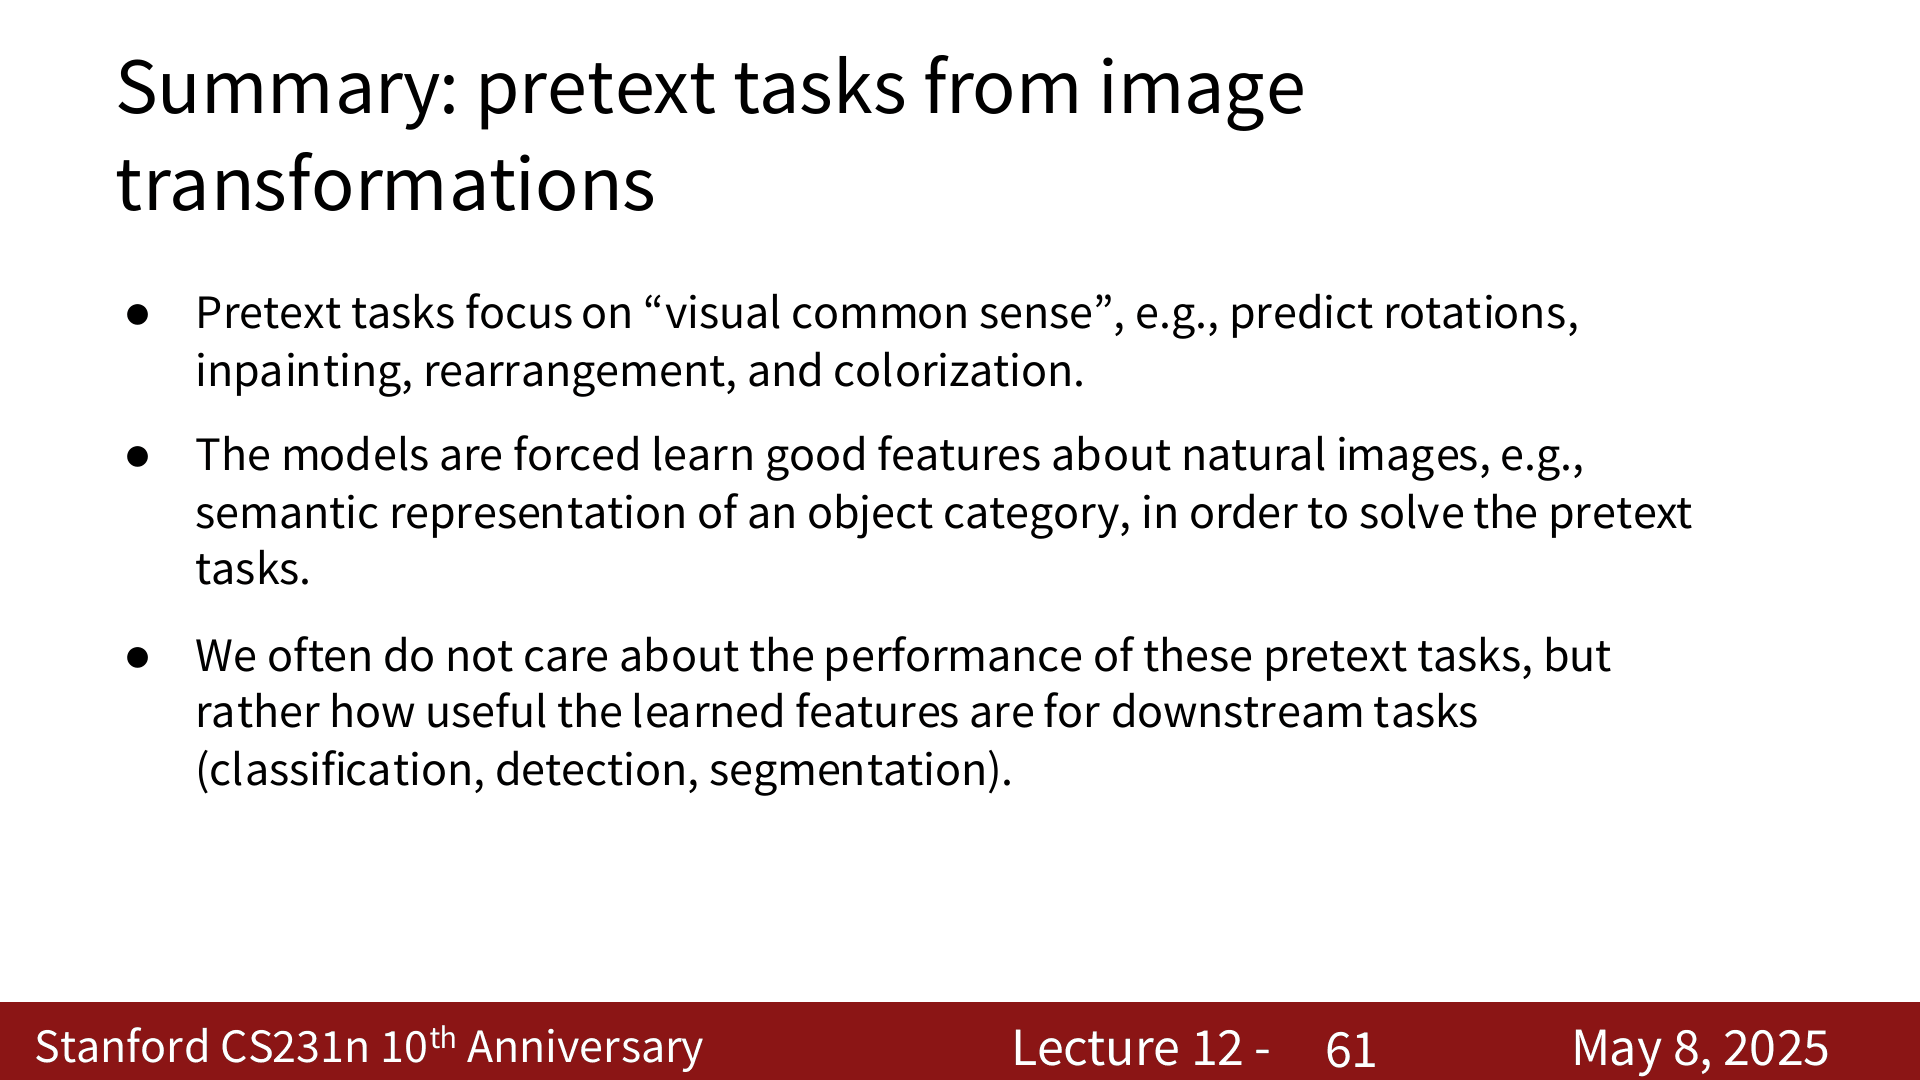 Summary: pretext tasks from image
transformations
● Pretext tasks focus on “visual common sense”, e.g., predict rotations,
inpainting, rearrangement, and colorization.
● The models are forced learn good features about natural images, e.g.,
semantic representation of an object category, in order to solve the pretext
tasks.
● We often do not care about the performance of these pretext tasks, but
rather how useful the learned features are for downstream tasks
(classification, detection, segmentation).
Stanford CS231n 10th Anniversary Lecture 12 - 61 May 8, 2025